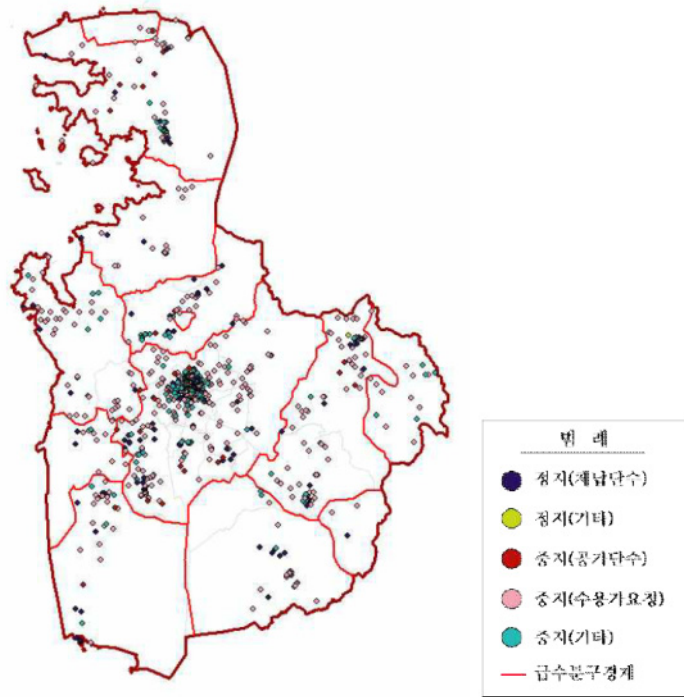 범 례
정지(체납단수)
정지(기타)
중지(공가단수)
중지(수용가요청)
중지(기타)
급수분구경계